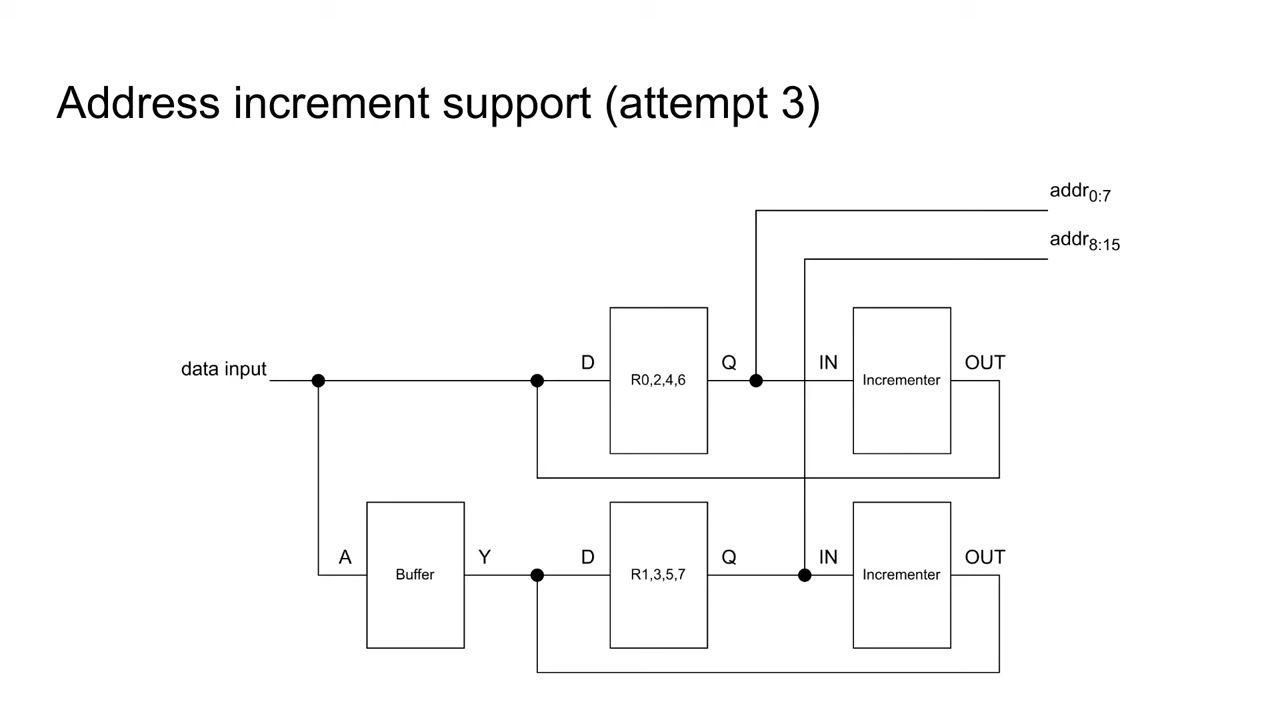 Address increment support (attempt 3)
addr0:7
addr8:15
data input
D
R0,2,4,6
Q
IN
Incrementer
OUT
A
Buffer
Y
D
R1,3,5,7
Q
IN
Incrementer
OUT